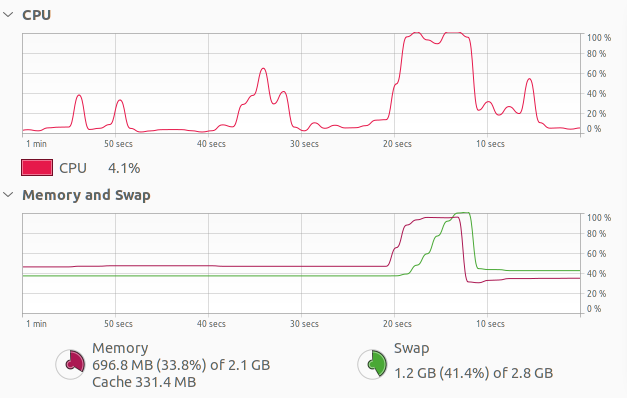 CPU
100 %
80 %
60 %
40 %
20 %
0 %
1 min 50 secs 40 secs 30 secs 20 secs 10 secs
CPU 4.1%
Memory and Swap
100 %
80 %
60 %
40 %
20 %
0 %
1 min 50 secs 40 secs 30 secs 20 secs 10 secs
Memory
696.8 MB (33.8%) of 2.1 GB
Cache 331.4 MB
Swap
1.2 GB (41.4%) of 2.8 GB